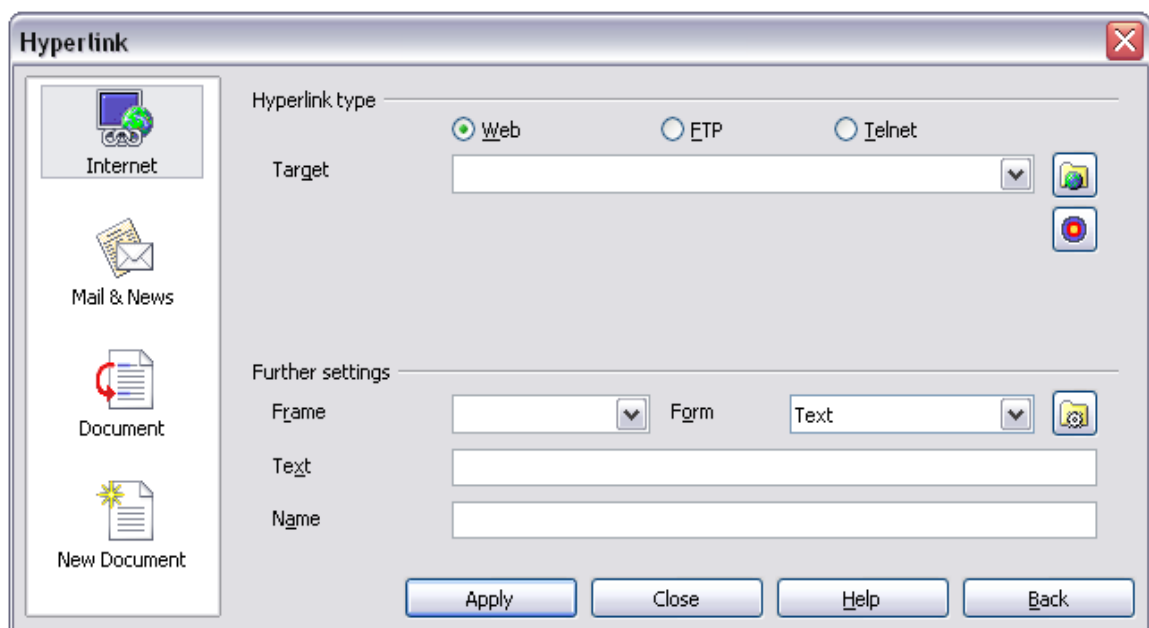 Hyperlink
Internet
Mail & News
Document
New Document
Hyperlink type
Web FTP Telnet
Target
Further settings
Frame Form Text
Text
Name
Apply Close Help Back